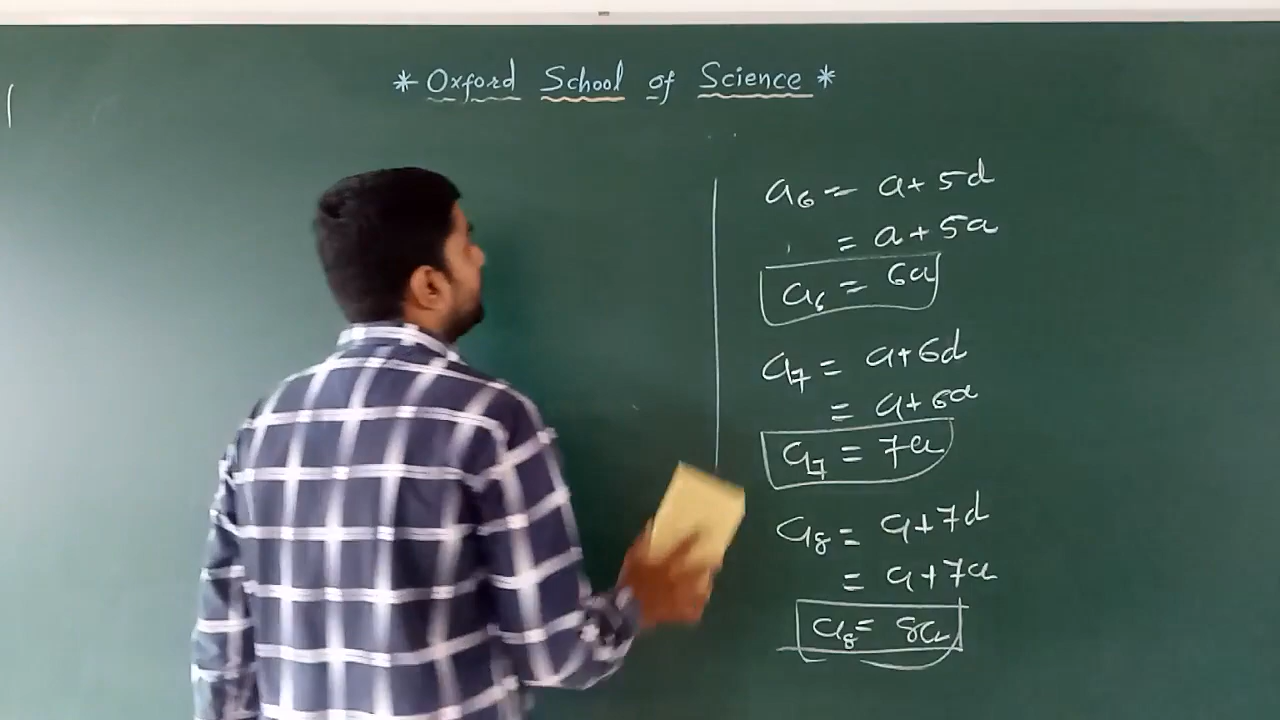 * Oxford School of Science *
a6 = a+5d
= a+5a
a6 = 6a
a7 = a+6d
= a+6a
a7 = 7a
a8 = a+7d
= a+7a
a8 = 8a